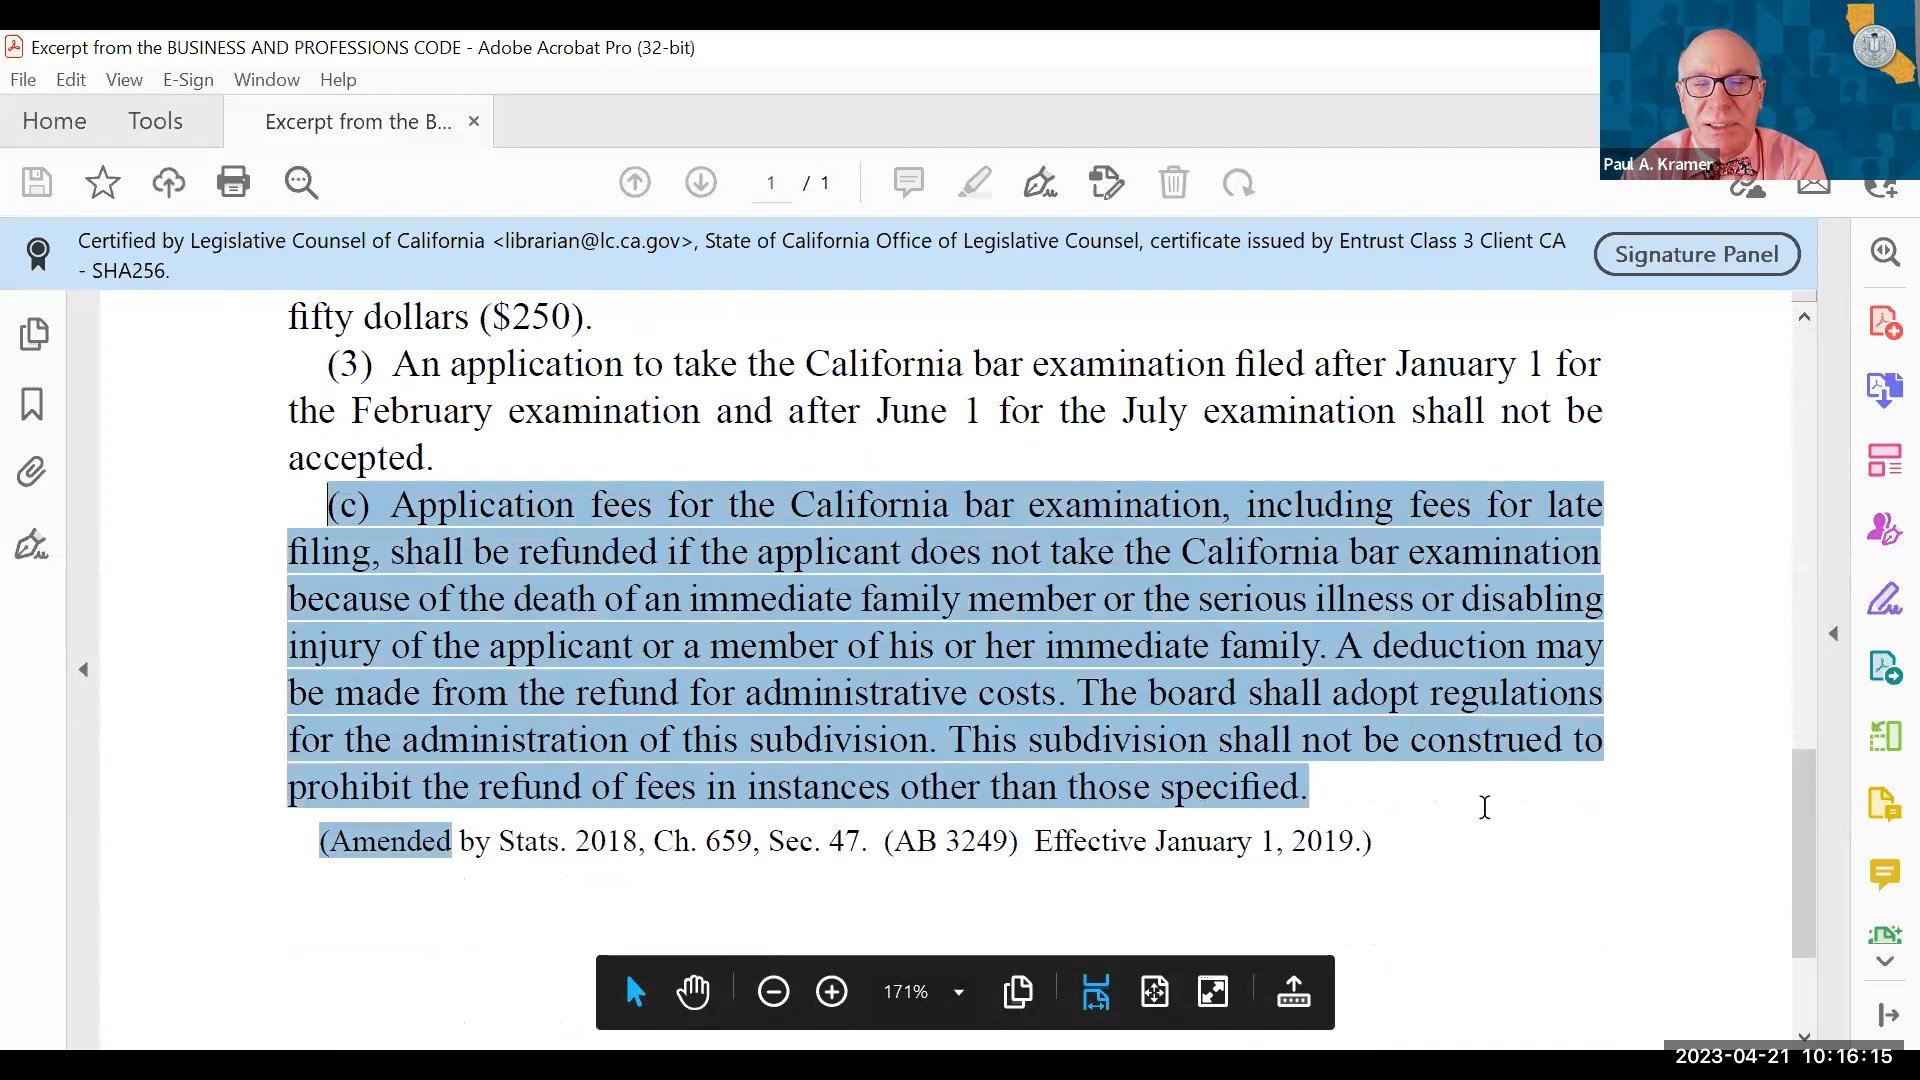 Excerpt from the BUSINESS AND PROFESSIONS CODE - Adobe Acrobat Pro (32-bit)
File Edit View E-Sign Window Help
Home Tools Excerpt from the B... ×
1 / 1
Paul A. Kramer
Certified by Legislative Counsel of California <librarian@lc.ca.gov>, State of California Office of Legislative Counsel, certificate issued by Entrust Class 3 Client CA
- SHA256.
Signature Panel
fifty dollars ($250).
(3) An application to take the California bar examination filed after January 1 for
the February examination and after June 1 for the July examination shall not be
accepted.
(c) Application fees for the California bar examination, including fees for late
filing, shall be refunded if the applicant does not take the California bar examination
because of the death of an immediate family member or the serious illness or disabling
injury of the applicant or a member of his or her immediate family. A deduction may
be made from the refund for administrative costs. The board shall adopt regulations
for the administration of this subdivision. This subdivision shall not be construed to
prohibit the refund of fees in instances other than those specified.
(Amended by Stats. 2018, Ch. 659, Sec. 47. (AB 3249) Effective January 1, 2019.)
171%
2023-04-21 10:16:15